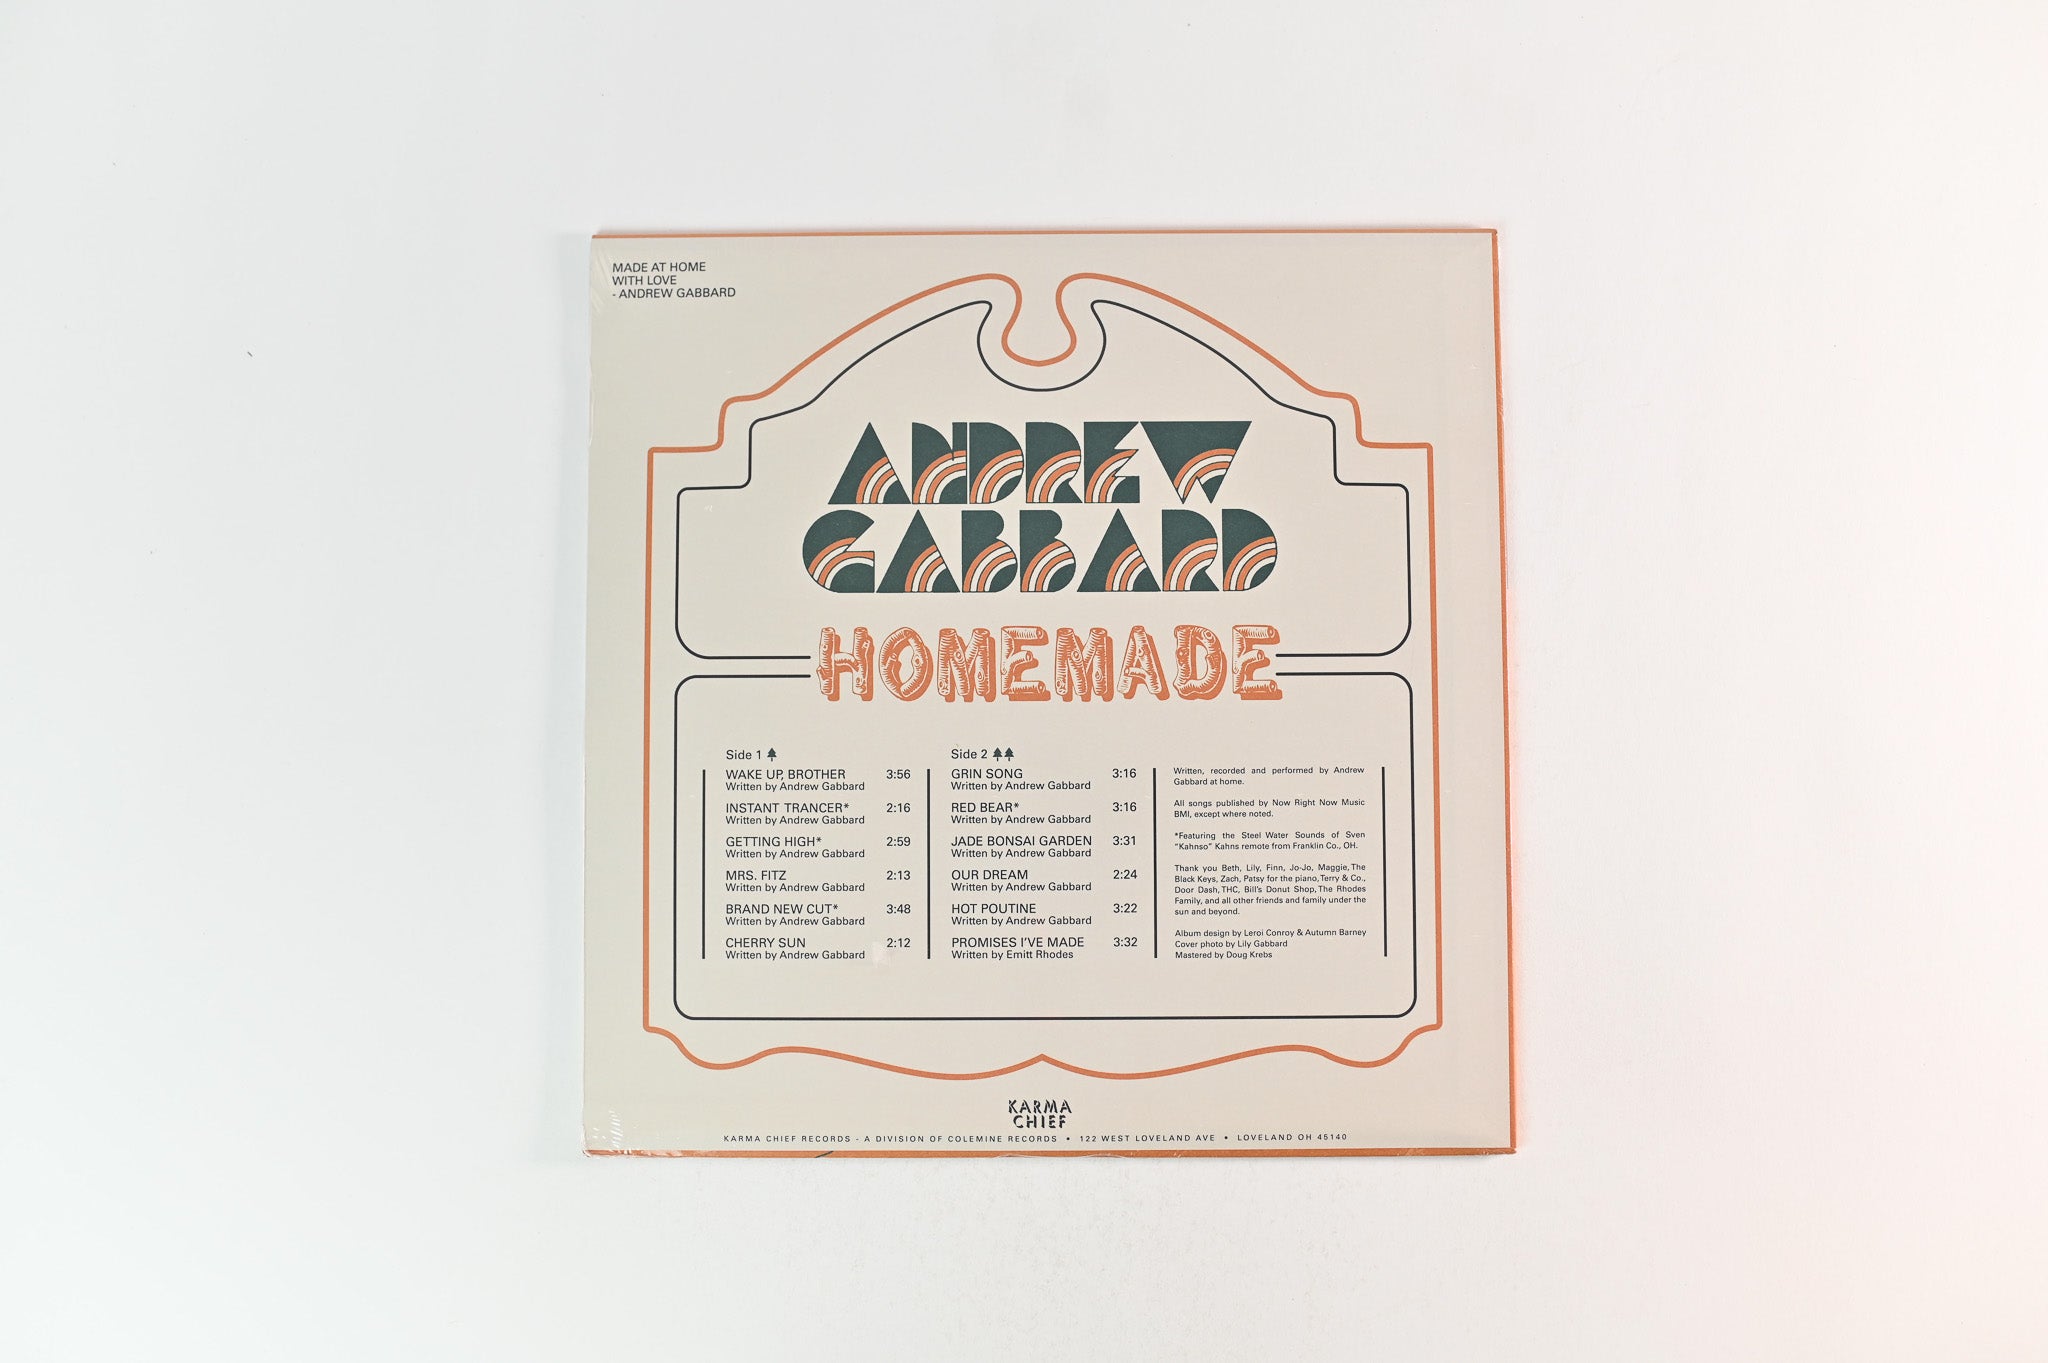 MADE AT HOME
WITH LOVE
- ANDREW GABBARD
ANDREW
GABBARD
HOMEMADE
Side 1
WAKE UP, BROTHER 3:56
Written by Andrew Gabbard
INSTANT TRANCER* 2:16
Written by Andrew Gabbard
GETTING HIGH* 2:59
Written by Andrew Gabbard
MRS. FITZ 2:13
Written by Andrew Gabbard
BRAND NEW CUT* 3:48
Written by Andrew Gabbard
CHERRY SUN 2:12
Written by Andrew Gabbard
Side 2
GRIN SONG 3:16
Written by Andrew Gabbard
RED BEAR* 3:16
Written by Andrew Gabbard
JADE BONSAI GARDEN 3:31
Written by Andrew Gabbard
OUR DREAM 2:24
Written by Andrew Gabbard
HOT POUTINE 3:22
Written by Andrew Gabbard
PROMISES I'VE MADE 3:32
Written by Emitt Rhodes
Written, recorded and performed by Andrew
Gabbard at home.
All songs published by Now Right Now Music
BMI, except where noted.
*Featuring the Steel Water Sounds of Sven
"Kahnso" Kahns remote from Franklin Co., OH.
Thank you Beth, Lily, Finn, Jo-Jo, Maggie, The
Black Keys, Zach, Patsy for the piano, Terry & Co.,
Door Dash, THC, Bill's Donut Shop, The Rhodes
Family, and all other friends and family under the
sun and beyond.
Album design by Leroi Conroy & Autumn Barney
Cover photo by Lily Gabbard
Mastered by Doug Krebs
KARMA
CHIEF
KARMA CHIEF RECORDS - A DIVISION OF COLEMINE RECORDS • 122 WEST LOVELAND AVE • LOVELAND OH 45140